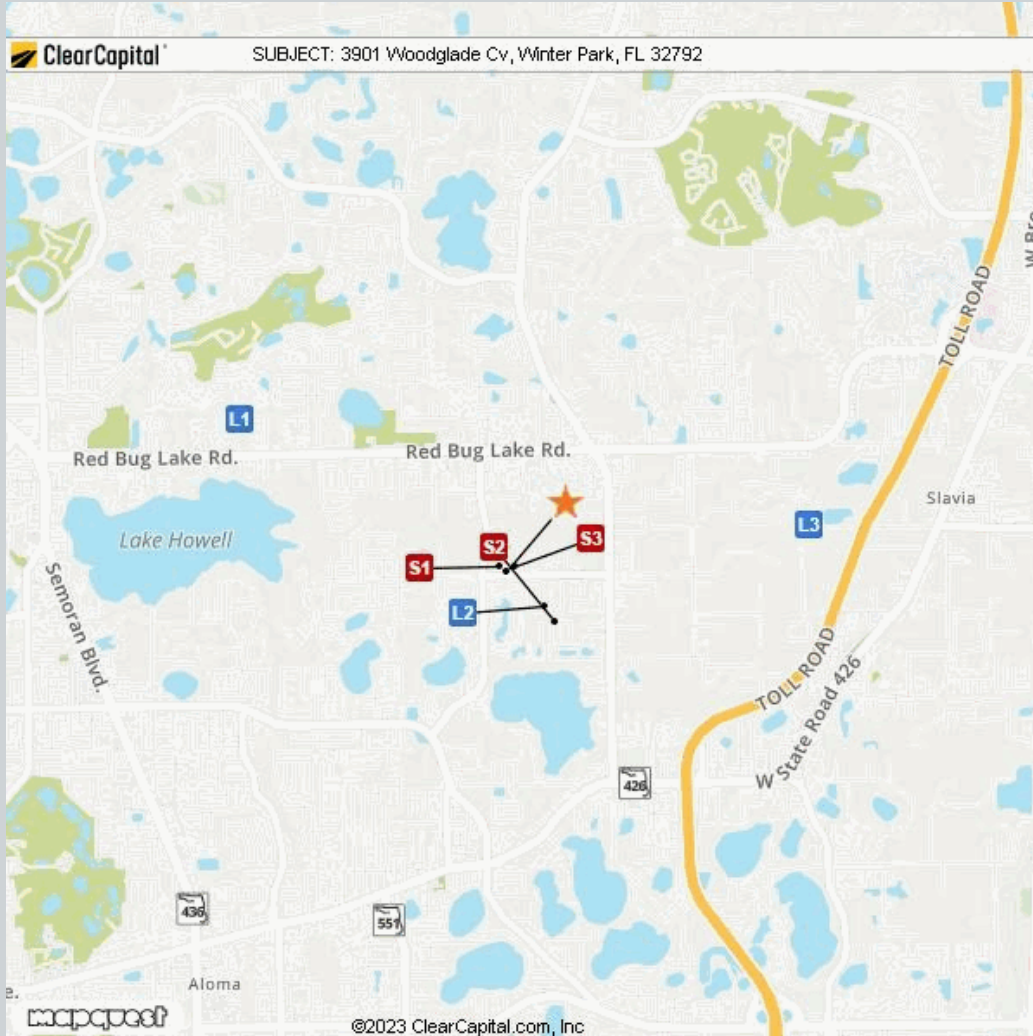 ClearCapital
SUBJECT: 3901 Woodglade Cv, Winter Park, FL 32792
TOLL ROAD
L1
Red Bug Lake Rd.
Red Bug Lake Rd.
Slavia
L3
S3
S2
Lake Howell
S1
L2
Semoran Blvd.
TOLL ROAD
W State Road 426
426
436
551
Aloma
e.
mapquest
©2023 ClearCapital.com, Inc